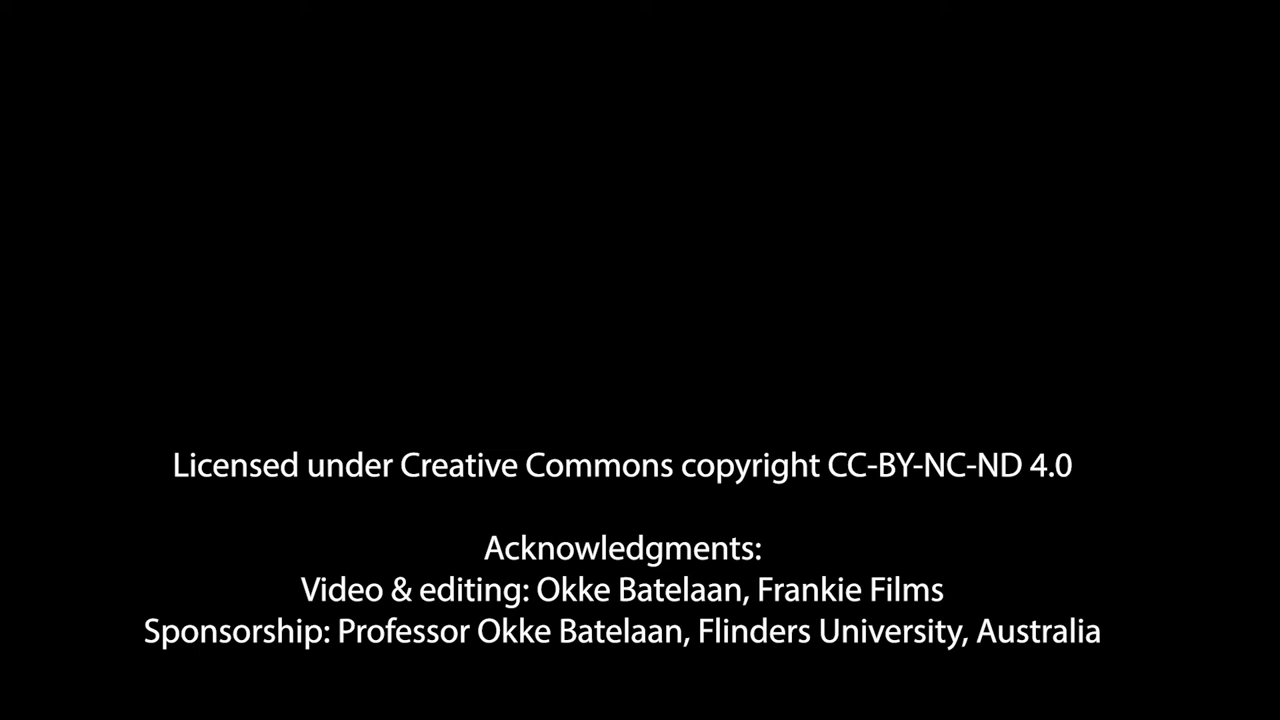 Licensed under Creative Commons copyright CC-BY-NC-ND 4.0
Acknowledgments:
Video & editing: Okke Batelaan, Frankie Films
Sponsorship: Professor Okke Batelaan, Flinders University, Australia